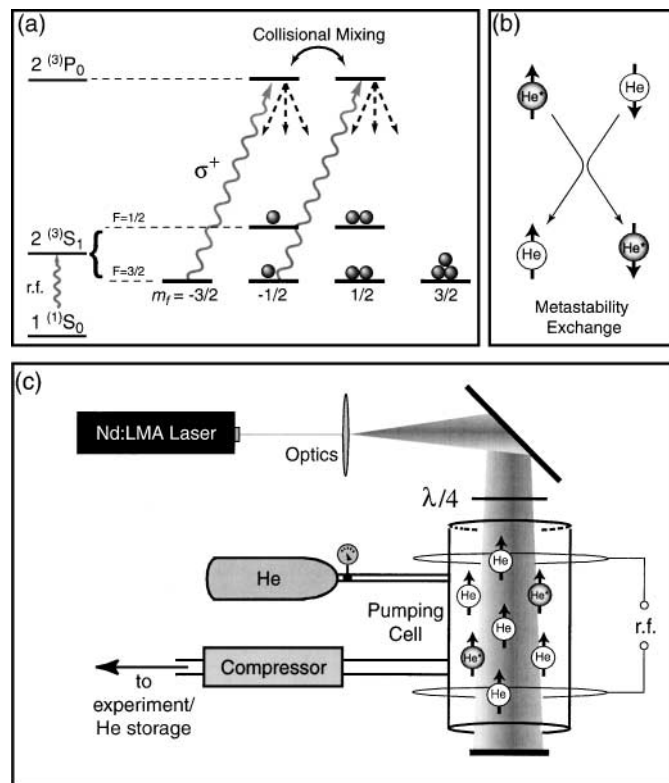 (a)
Collisional Mixing
2 (3)P0
σ+
F=1/2
2 (3)S1
F=3/2
r.f.
mf = -3/2
-1/2
1/2
3/2
1 (1)S0
(b)
He*
He
He
He*
Metastability
Exchange
(c)
Nd:LMA Laser
Optics
λ/4
He
He
He
He*
Pumping
Cell
He
r.f.
He*
He
Compressor
He
to
experiment/
He storage